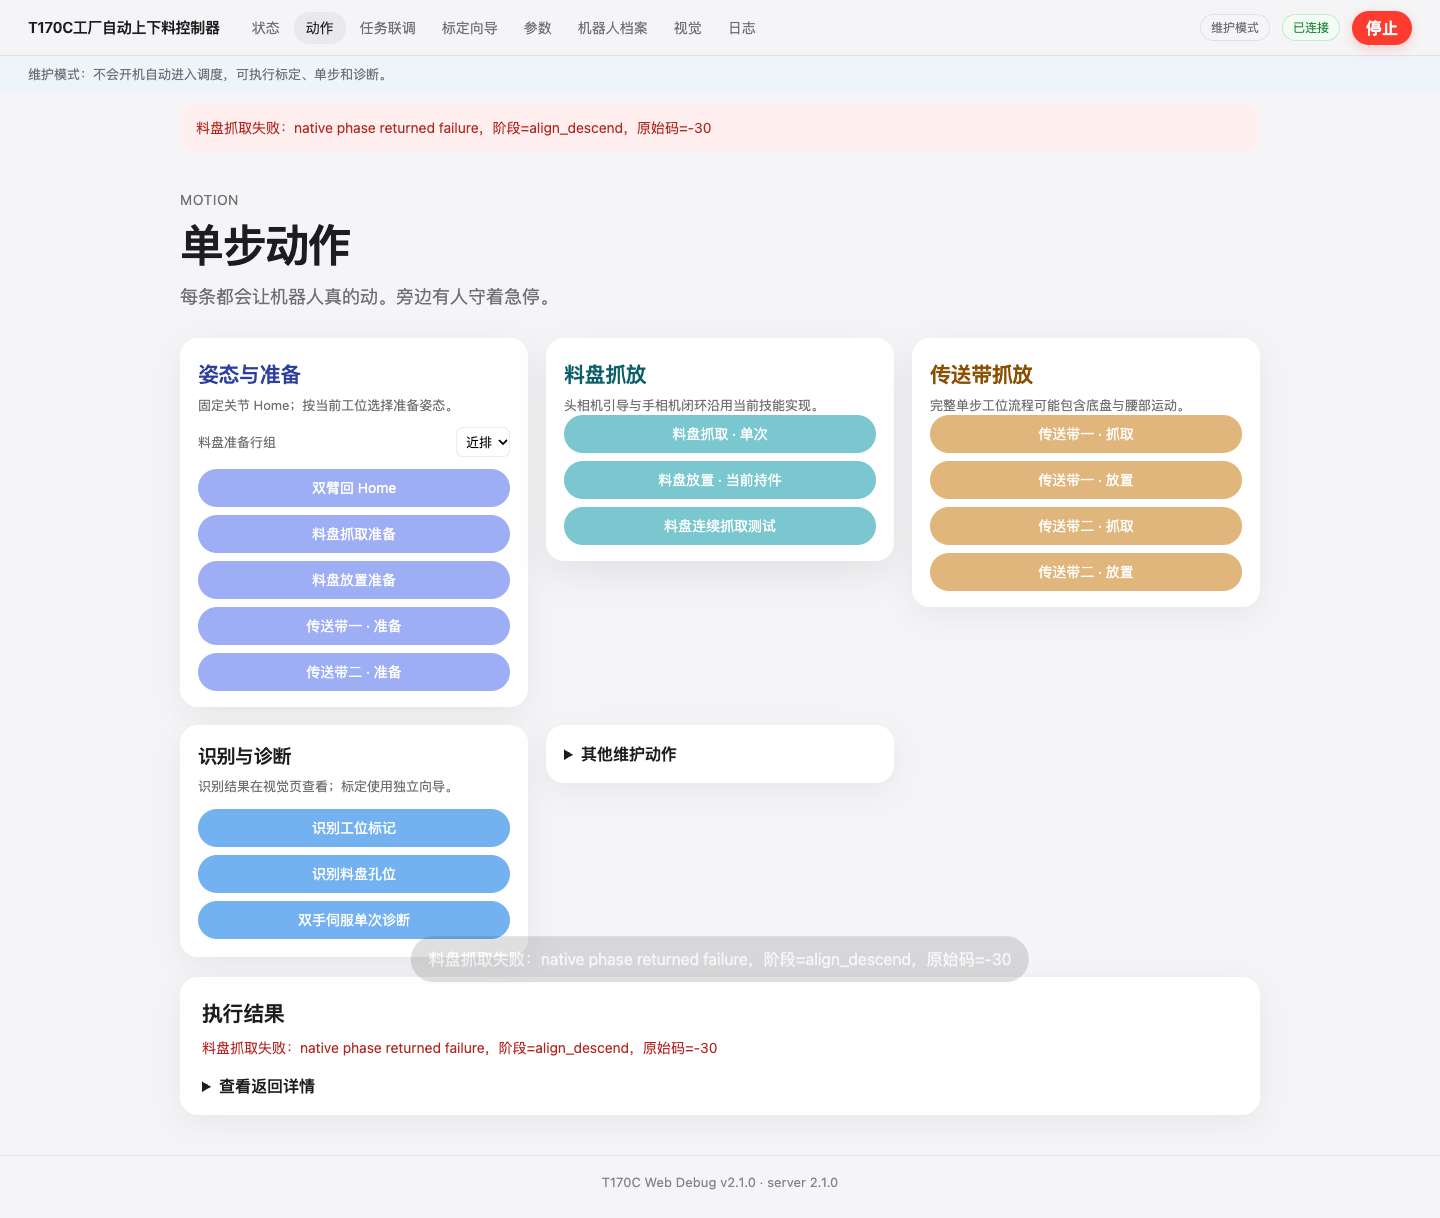 T170C工厂自动上下料控制器
状态
动作
任务联调
标定向导
参数
机器人档案
视觉
日志
维护模式
已连接
停止
维护模式：不会开机自动进入调度，可执行标定、单步和诊断。
料盘抓取失败：native phase returned failure，阶段=align_descend，原始码=-30
MOTION
单步动作
每条都会让机器人真的动。旁边有人守着急停。
姿态与准备
固定关节 Home；按当前工位选择准备姿态。
料盘准备行组
近排
双臂回 Home
料盘抓取准备
料盘放置准备
传送带一 · 准备
传送带二 · 准备
料盘抓放
头相机引导与手相机闭环沿用当前技能实现。
料盘抓取 · 单次
料盘放置 · 当前持件
料盘连续抓取测试
传送带抓放
完整单步工位流程可能包含底盘与腰部运动。
传送带一 · 抓取
传送带一 · 放置
传送带二 · 抓取
传送带二 · 放置
识别与诊断
识别结果在视觉页查看；标定使用独立向导。
识别工位标记
识别料盘孔位
双手伺服单次诊断
其他维护动作
料盘抓取失败：native phase returned failure，阶段=align_descend，原始码=-30
执行结果
料盘抓取失败：native phase returned failure，阶段=align_descend，原始码=-30
查看返回详情
T170C Web Debug v2.1.0 · server 2.1.0